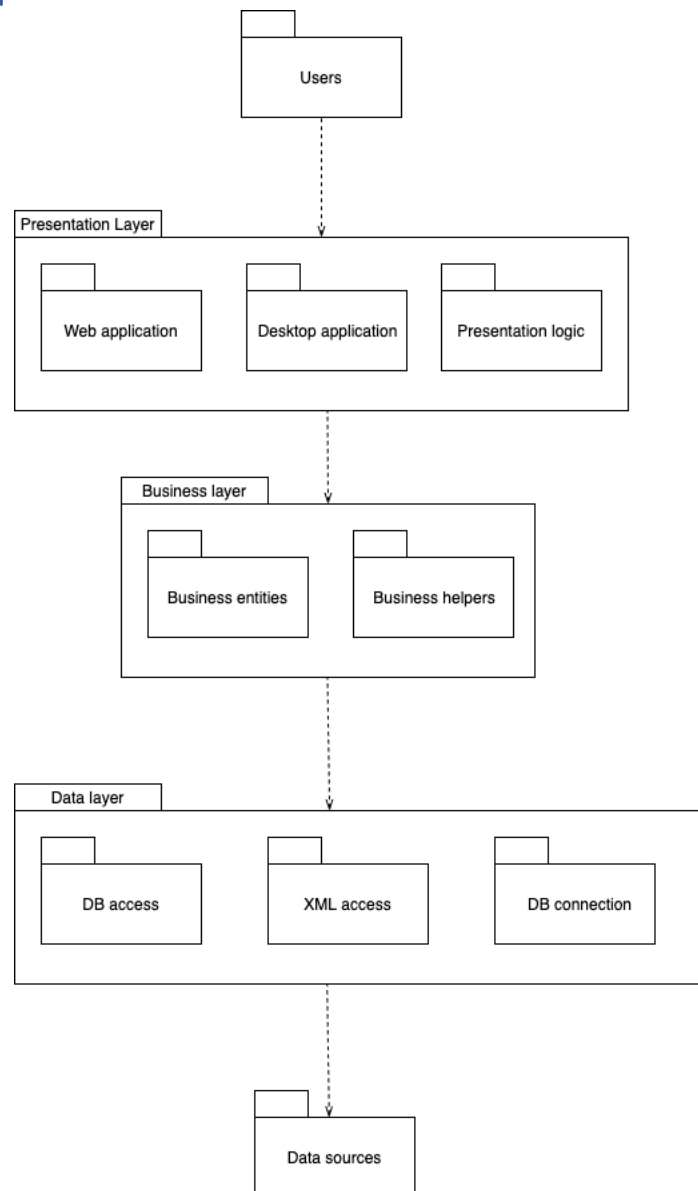 Users
Presentation Layer
Web application
Desktop application
Presentation logic
Business layer
Business entities
Business helpers
Data layer
DB access
XML access
DB connection
Data sources